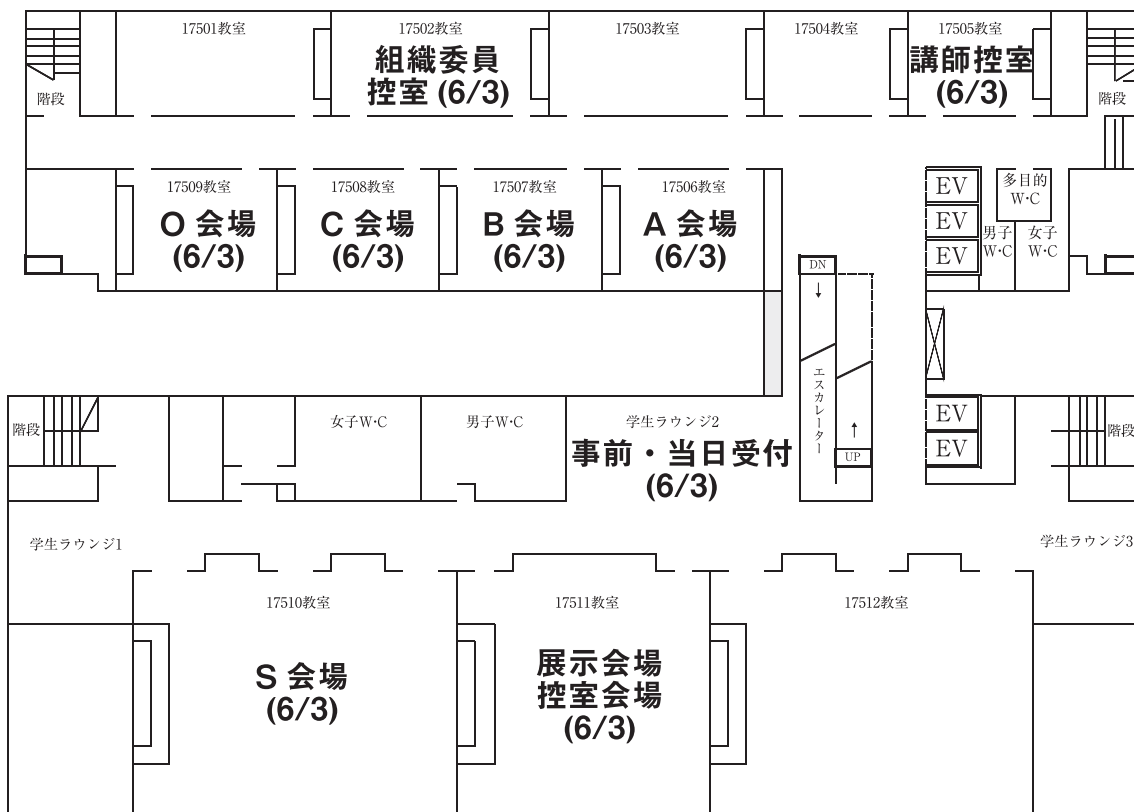 17501教室
17502教室
組織委員
控室 (6/3)
17503教室
17504教室
17505教室
講師控室
(6/3)
階段
階段
17509教室
O 会場
(6/3)
17508教室
C 会場
(6/3)
17507教室
B 会場
(6/3)
17506教室
A 会場
(6/3)
EV
EV
EV
多目的
W·C
男子
W·C
女子
W·C
DN
↓
エスカレーター
↑
UP
階段
女子W·C
男子W·C
学生ラウンジ2
事前・当日受付
(6/3)
EV
EV
階段
学生ラウンジ1
学生ラウンジ3
17510教室
S 会場
(6/3)
17511教室
展示会場
控室会場
(6/3)
17512教室